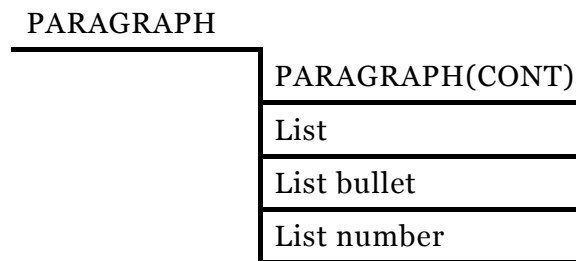 PARAGRAPH
PARAGRAPH(CONT)
List
List bullet
List number